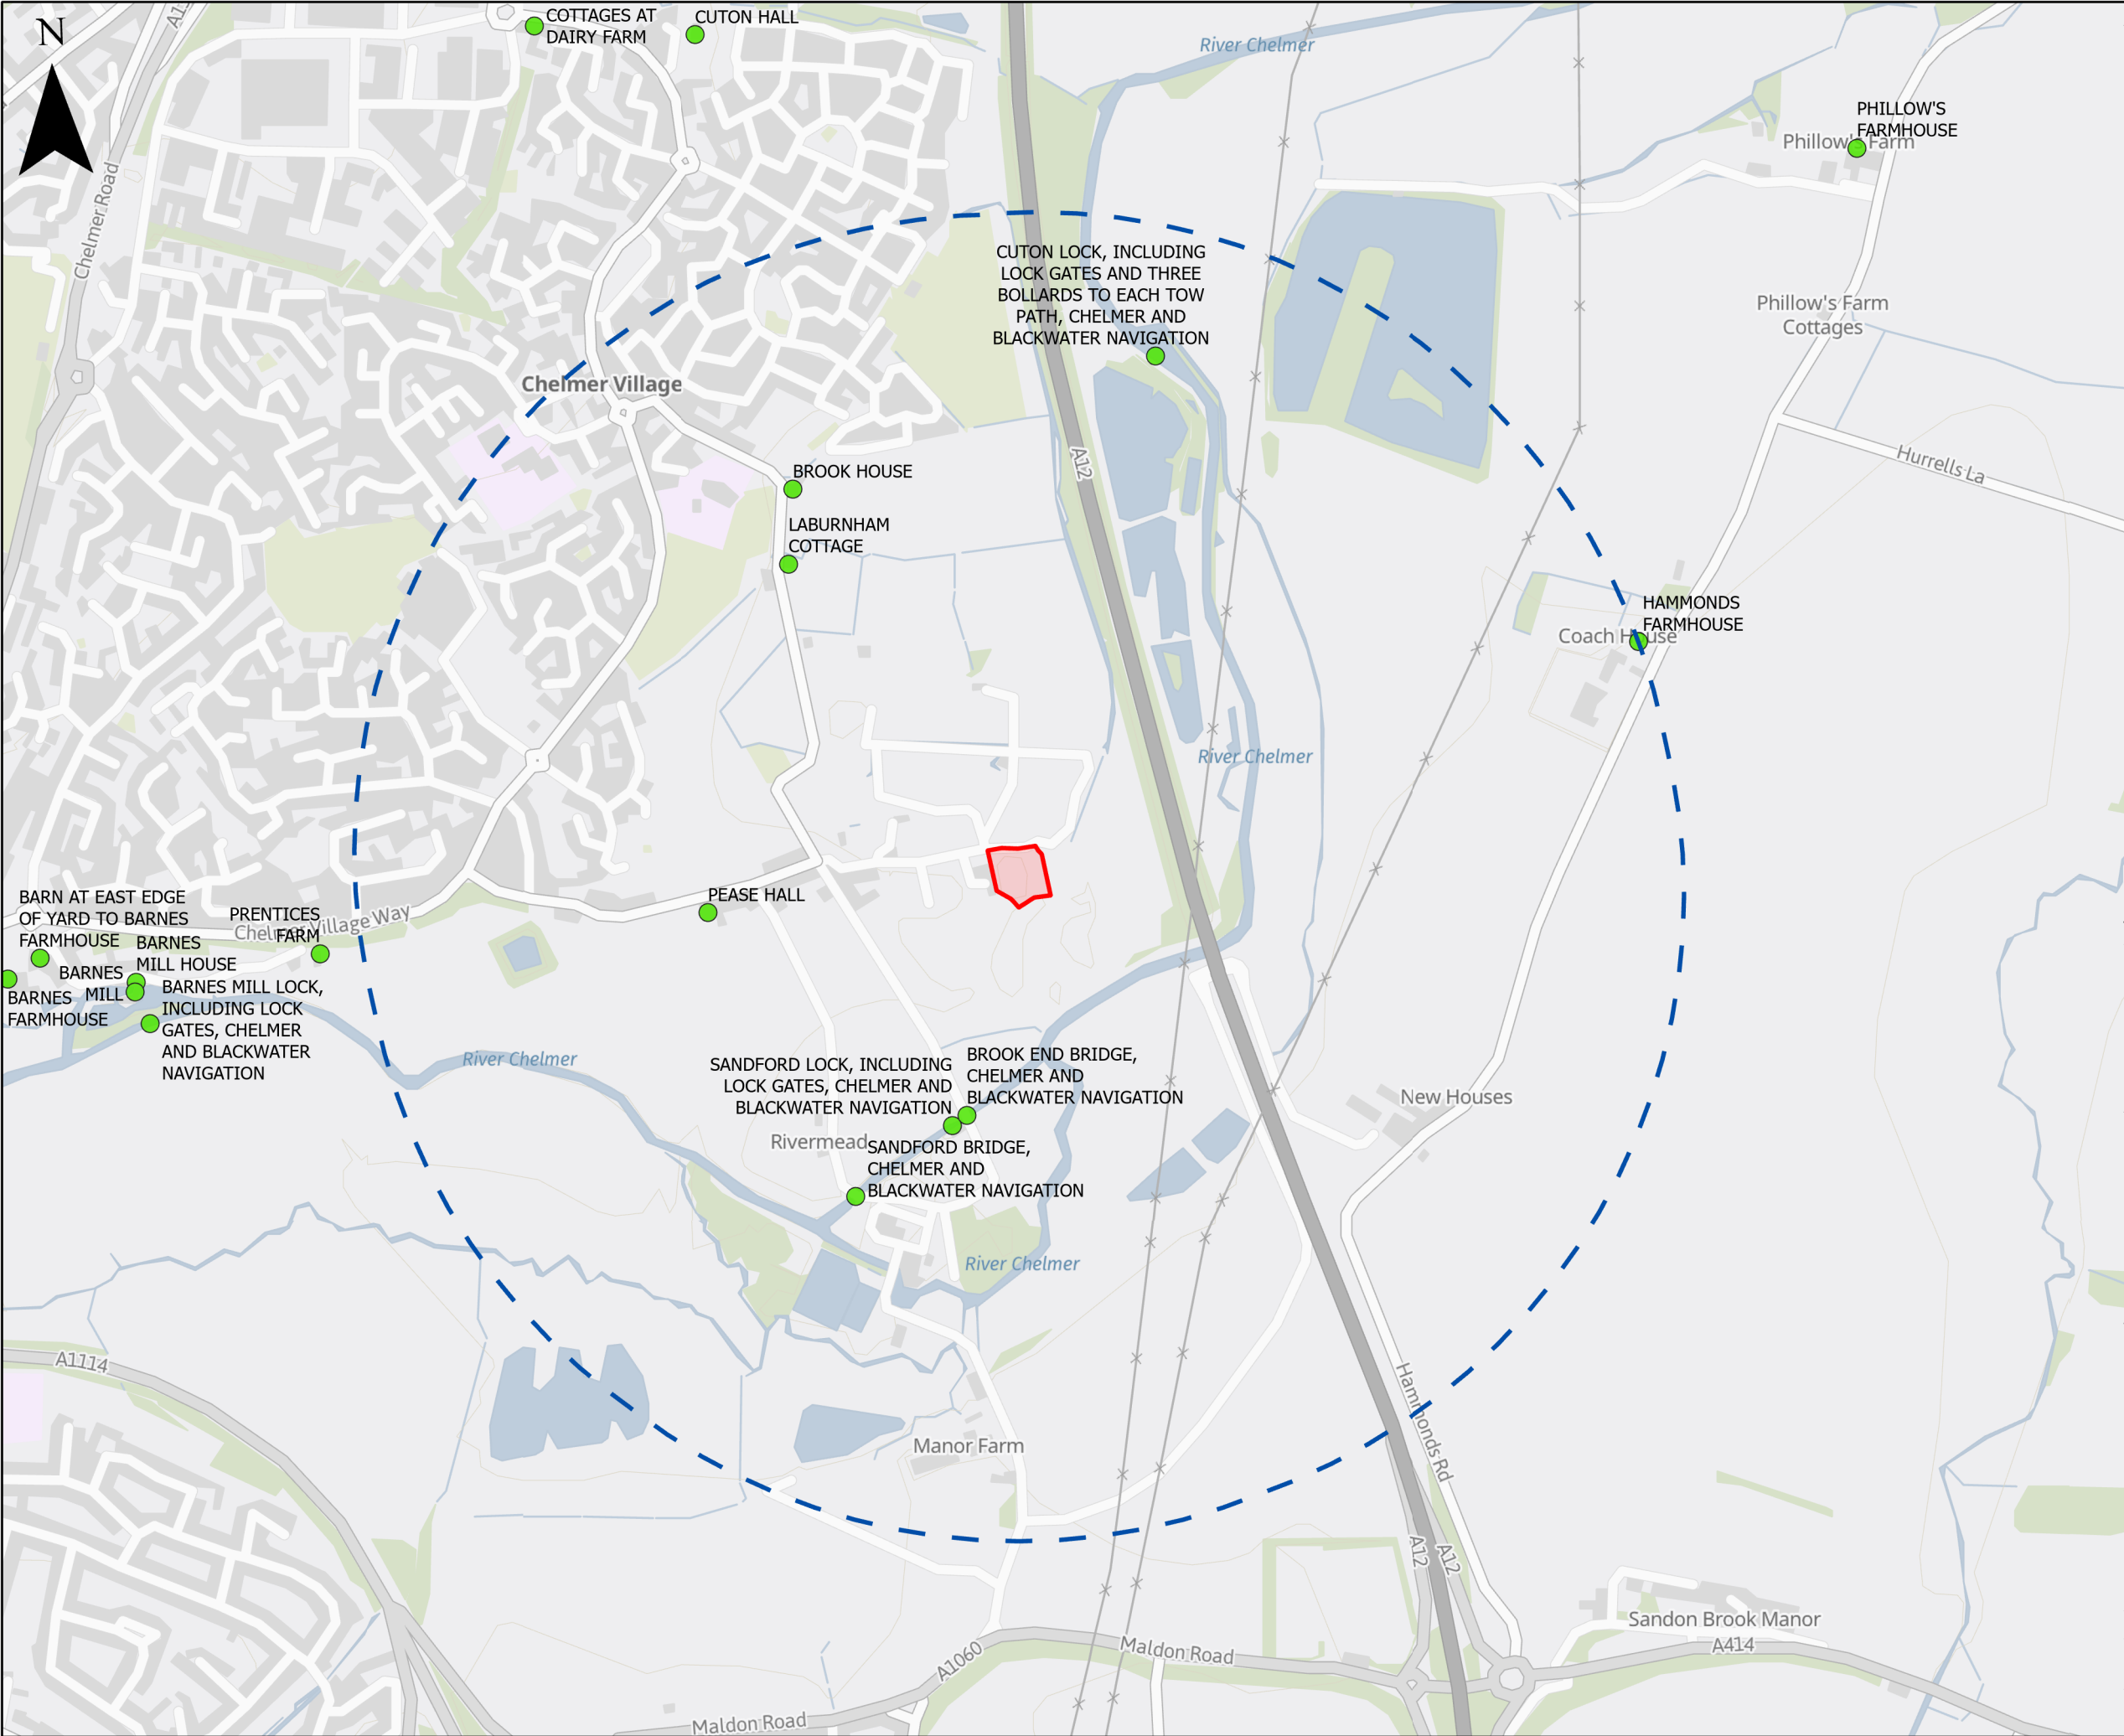 N
A1
COTTAGES AT
DAIRY FARM
CUTON HALL
River Chelmer
PHILLOW'S
FARMHOUSE
Phillow's Farm
Chelmer Road
CUTON LOCK, INCLUDING
LOCK GATES AND THREE
BOLLARDS TO EACH TOW
PATH, CHELMER AND
BLACKWATER NAVIGATION
Phillow's Farm
Cottages
Chelmer Village
A12
BROOK HOUSE
Hurrells La
LABURNHAM
COTTAGE
HAMMONDS
FARMHOUSE
Coach House
River Chelmer
PEASE HALL
BARN AT EAST EDGE
OF YARD TO BARNES
FARMHOUSE
PRENTICES
FARM
Chelmer Village Way
BARNES
MILL HOUSE
BARNES
MILL
BARNES
FARMHOUSE
BARNES MILL LOCK,
INCLUDING LOCK
GATES, CHELMER
AND BLACKWATER
NAVIGATION
River Chelmer
SANDFORD LOCK, INCLUDING
LOCK GATES, CHELMER AND
BLACKWATER NAVIGATION
BROOK END BRIDGE,
CHELMER AND
BLACKWATER NAVIGATION
New Houses
Rivermead
SANDFORD BRIDGE,
CHELMER AND
BLACKWATER NAVIGATION
River Chelmer
A1114
Hammonds Rd
Manor Farm
A12
A12
Sandon Brook Manor
A414
A1060
Maldon Road
Maldon Road